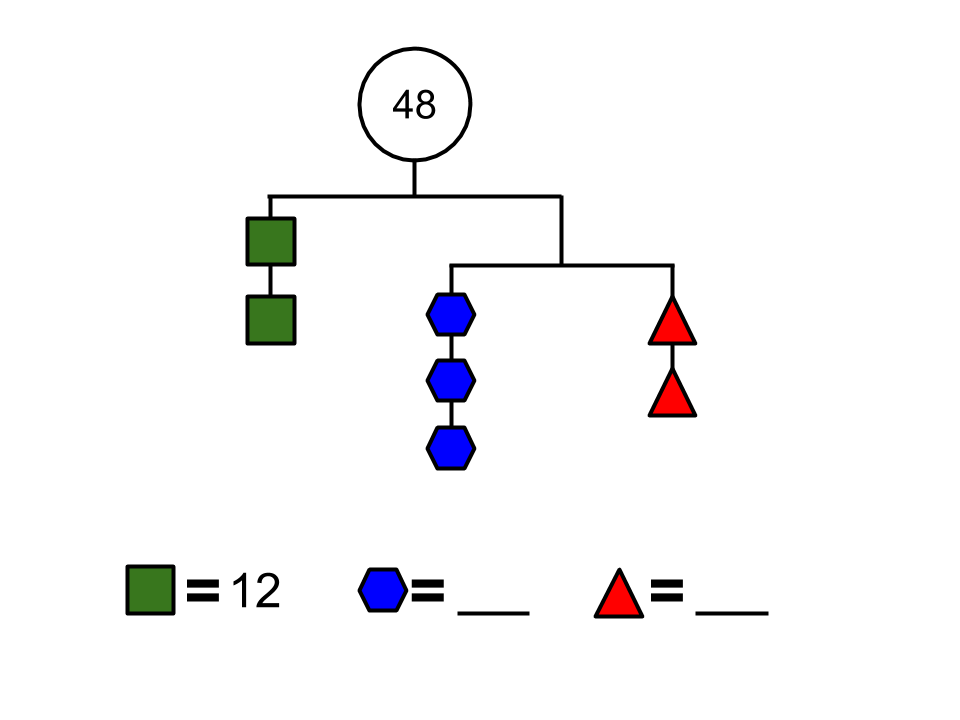 48
= 12 = ___ = ___